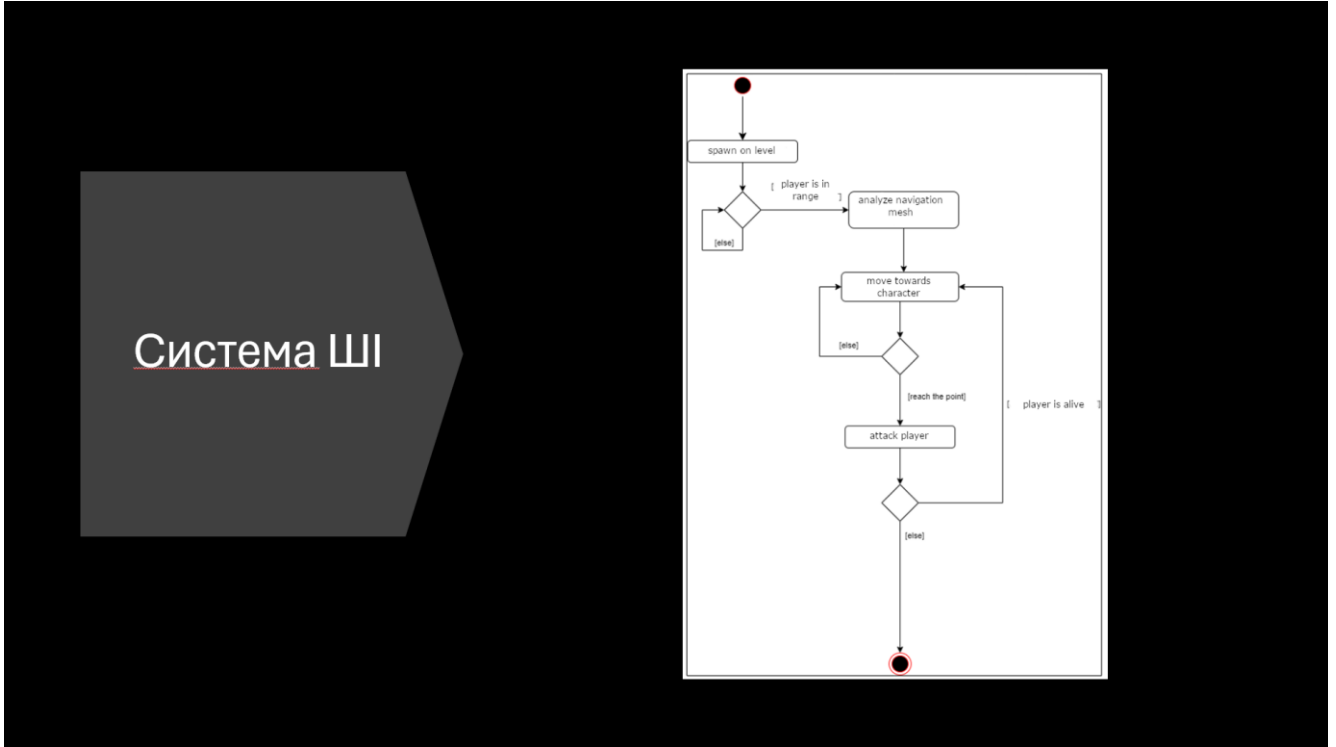 Система ШІ
spawn on level
[ player is in
range ]
[else]
analyze navigation
mesh
move towards
character
[else]
[reach the point]
[ player is alive ]
attack player
[else]